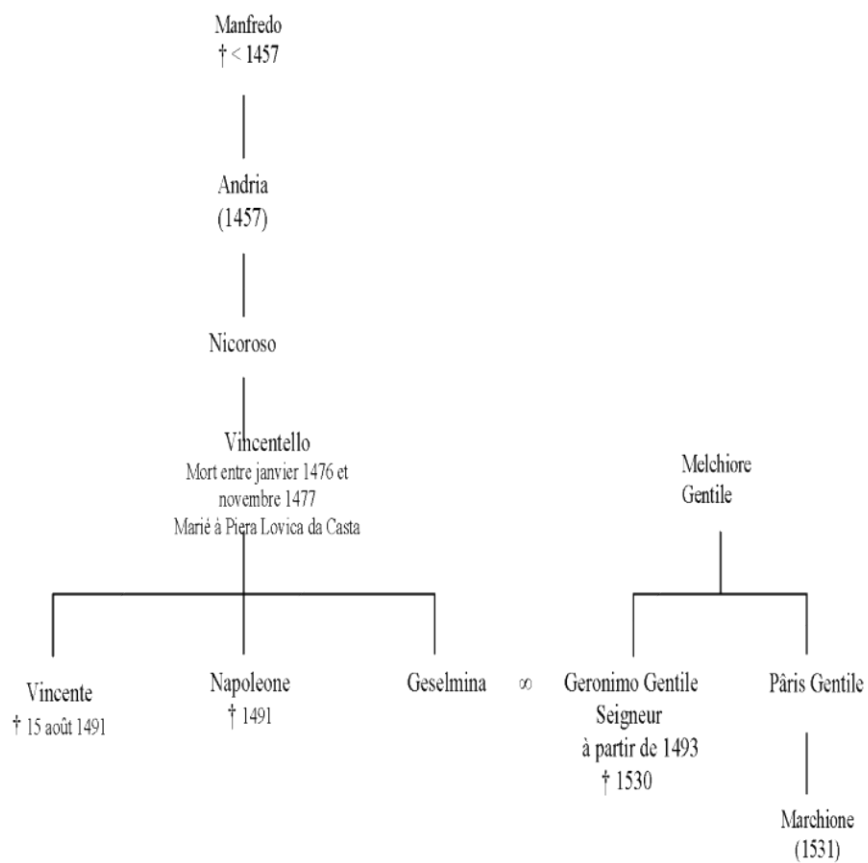 Manfredo
† < 1457
Andria
(1457)
Nicoroso
Vincentello
Mort entre janvier 1476 et
novembre 1477
Marié à Piera Lovica da Casta
Melchiore
Gentile
Vincente
† 15 août 1491
Napoleone
† 1491
Geselmina
∞
Geronimo Gentile
Seigneur
à partir de 1493
† 1530
Pâris Gentile
Marchione
(1531)